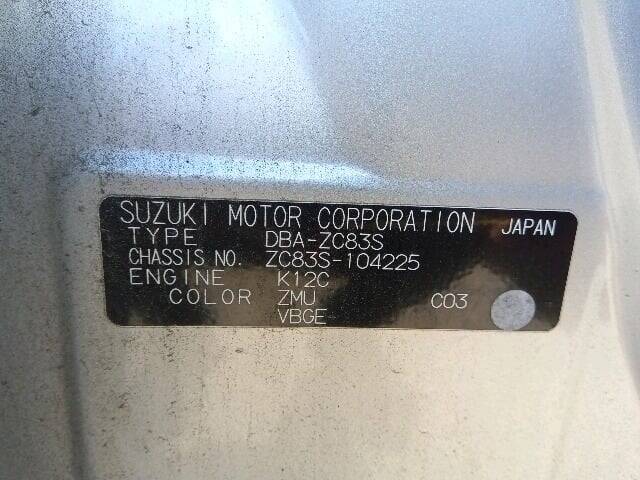 SUZUKI MOTOR CORPORATION JAPAN
TYPE DBA-ZC83S
CHASSIS NO. ZC83S-104225
ENGINE K12C
COLOR ZMU C03
VBGE